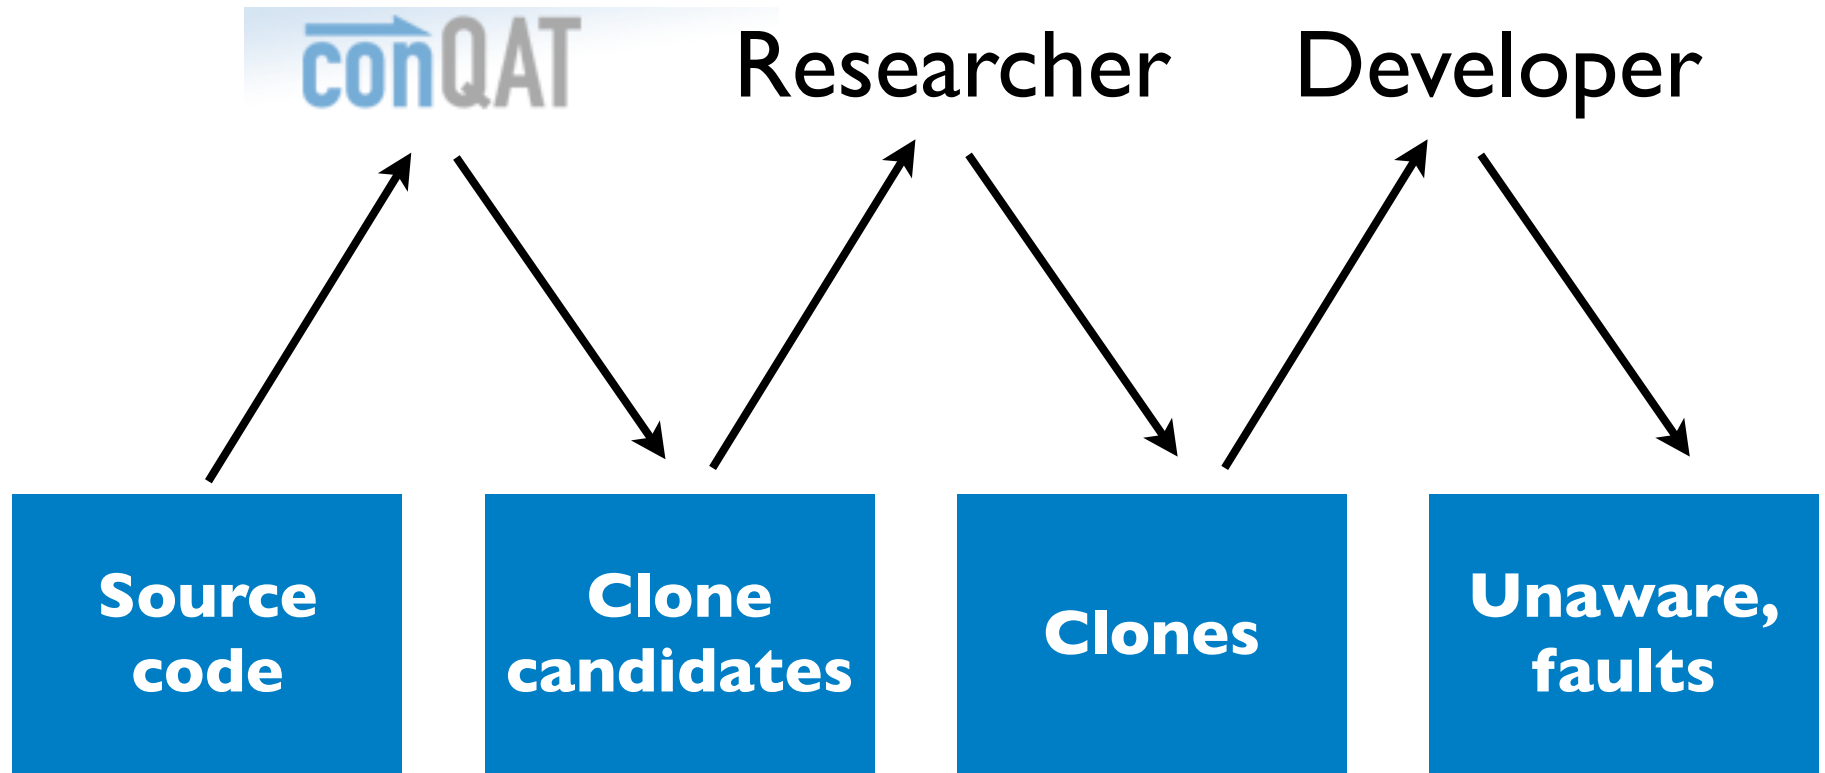 conQAT
Researcher
Developer
Source
code
Clone
candidates
Clones
Unaware,
faults